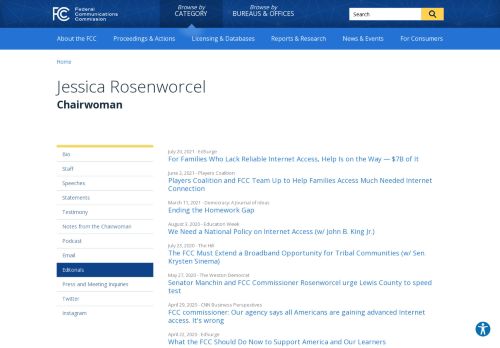 FCC
Federal
Communications
Commission
Browse by
CATEGORY
Browse by
BUREAUS & OFFICES
Search
About the FCC
Proceedings & Actions
Licensing & Databases
Reports & Research
News & Events
For Consumers
Home
Jessica Rosenworcel
Chairwoman
Bio
Staff
Speeches
Statements
Testimony
Notes from the Chairwoman
Podcast
Email
Editorials
Press and Meeting Inquiries
Twitter
Instagram
July 20, 2021 - EdSurge
For Families Who Lack Reliable Internet Access, Help Is on the Way — $7B of It
June 2, 2021 - Players Coalition
Players Coalition and FCC Team Up to Help Families Access Much Needed Internet
Connection
March 11, 2021 - Democracy: A Journal of Ideas
Ending the Homework Gap
August 3, 2020 - Education Week
We Need a National Policy on Internet Access (w/ John B. King Jr.)
July 23, 2020 - The Hill
The FCC Must Extend a Broadband Opportunity for Tribal Communities (w/ Sen.
Krysten Sinema)
May 27, 2020 - The Weston Democrat
Senator Manchin and FCC Commissioner Rosenworcel urge Lewis County to speed
test
April 29, 2020 - CNN Business Perspectives
FCC commissioner: Our agency says all Americans are gaining advanced Internet
access. It's wrong
April 22, 2020 - EdSurge
What the FCC Should Do Now to Support America and Our Learners